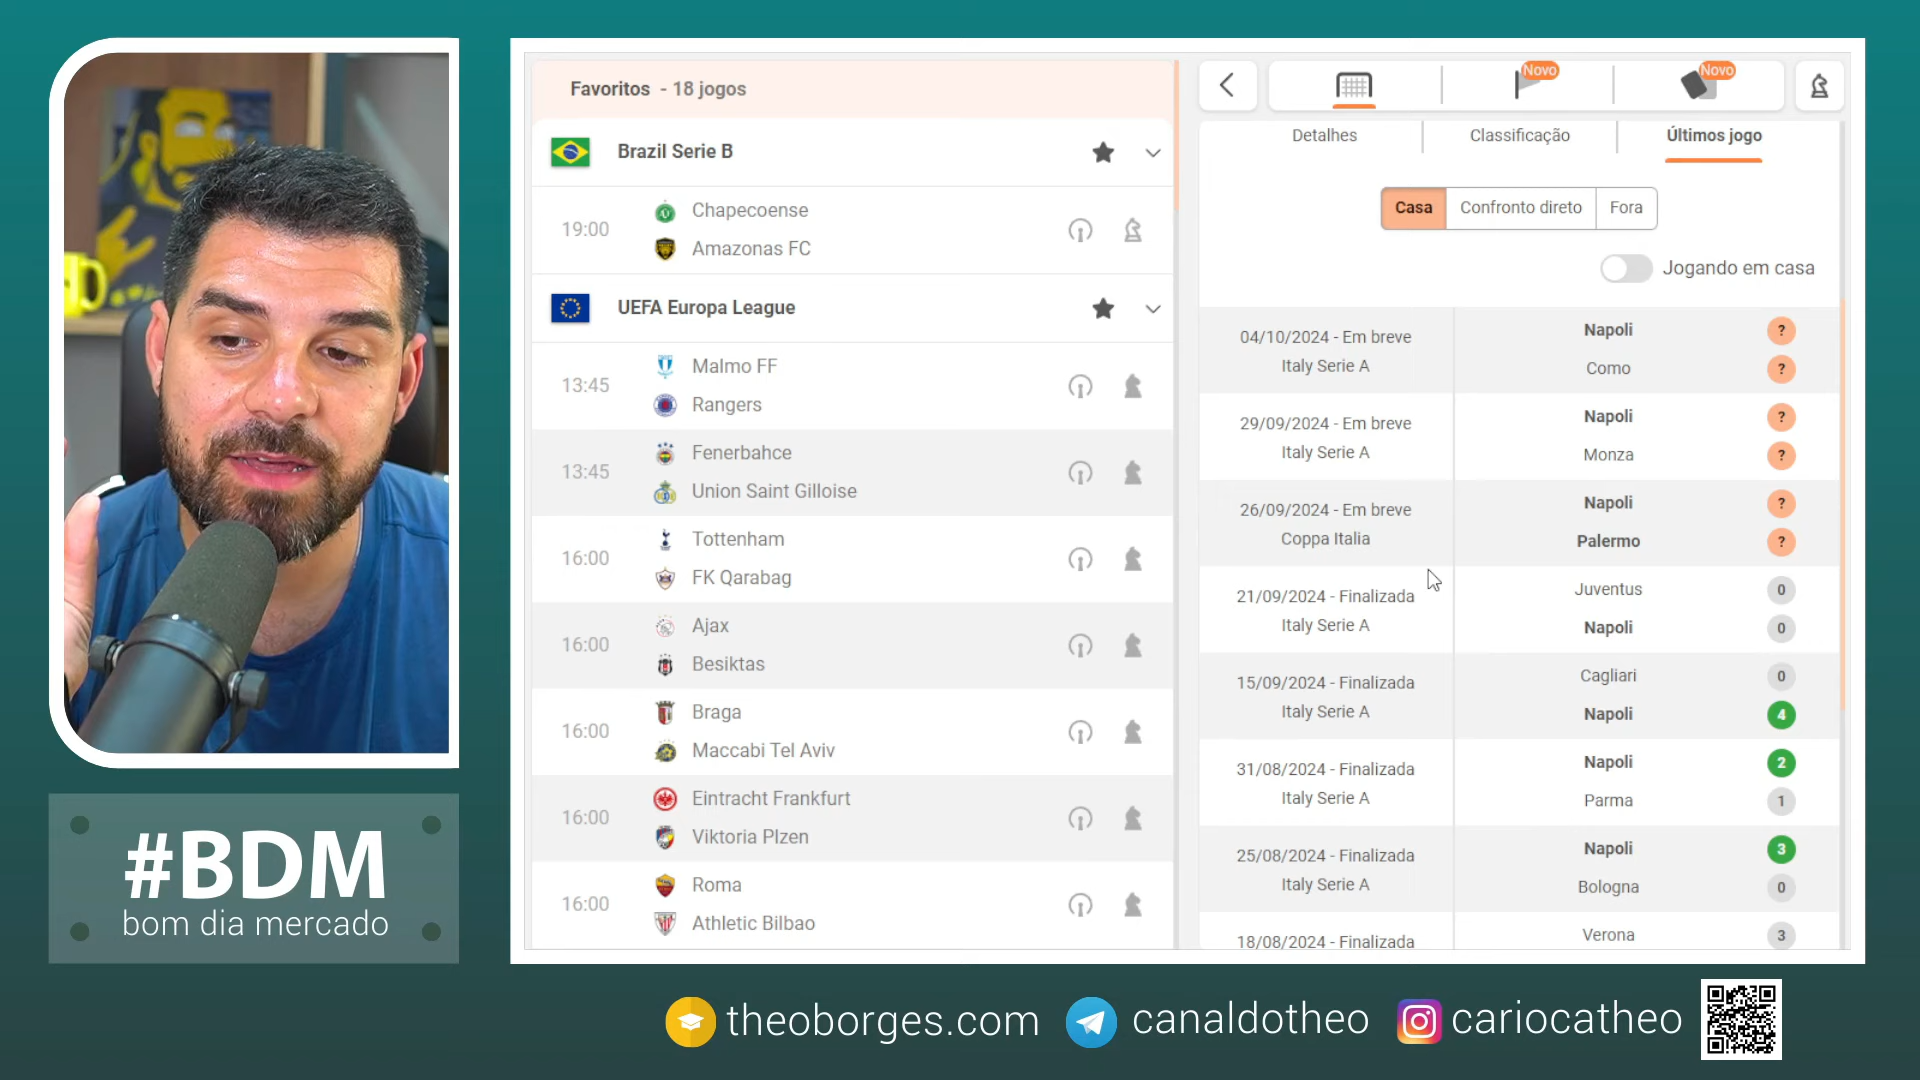 #BDM
bom dia mercado
Favoritos - 18 jogos
Brazil Serie B
19:00
Chapecoense
Amazonas FC
UEFA Europa League
13:45
Malmo FF
Rangers
13:45
Fenerbahce
Union Saint Gilloise
16:00
Tottenham
FK Qarabag
16:00
Ajax
Besiktas
16:00
Braga
Maccabi Tel Aviv
16:00
Eintracht Frankfurt
Viktoria Plzen
16:00
Roma
Athletic Bilbao
Novo
Novo
Detalhes
Classificação
Últimos jogo
Casa
Confronto direto
Fora
Jogando em casa
04/10/2024 - Em breve
Italy Serie A
Napoli ?
Como ?
29/09/2024 - Em breve
Italy Serie A
Napoli ?
Monza ?
26/09/2024 - Em breve
Coppa Italia
Napoli ?
Palermo ?
21/09/2024 - Finalizada
Italy Serie A
Juventus 0
Napoli 0
15/09/2024 - Finalizada
Italy Serie A
Cagliari 0
Napoli 4
31/08/2024 - Finalizada
Italy Serie A
Napoli 2
Parma 1
25/08/2024 - Finalizada
Italy Serie A
Napoli 3
Bologna 0
18/08/2024 - Finalizada
Verona 3
theoborges.com
canaldotheo
cariocatheo